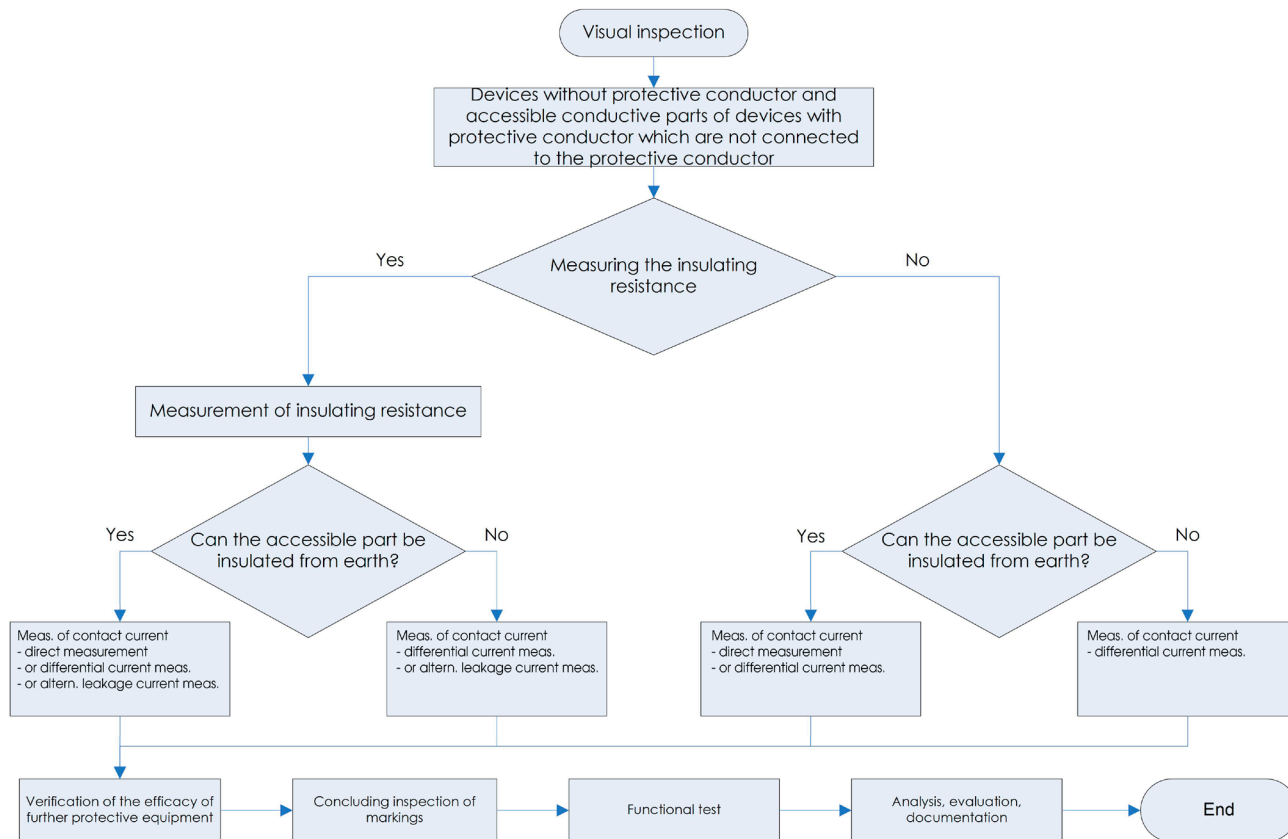 Visual inspection
Devices without protective conductor and
accessible conductive parts of devices with
protective conductor which are not connected
to the protective conductor
Yes
Measuring the insulating
resistance
No
Measurement of insulating resistance
Yes
Can the accessible part be
insulated from earth?
No
Yes
Can the accessible part be
insulated from earth?
No
Meas. of contact current
- direct measurement
- or differential current meas.
- or altern. leakage current meas.
Meas. of contact current
- differential current meas.
- or altern. leakage current meas.
Meas. of contact current
- direct measurement
- or differential current meas.
Meas. of contact current
- differential current meas.
Verification of the efficacy of
further protective equipment
Concluding inspection of
markings
Functional test
Analysis, evaluation,
documentation
End